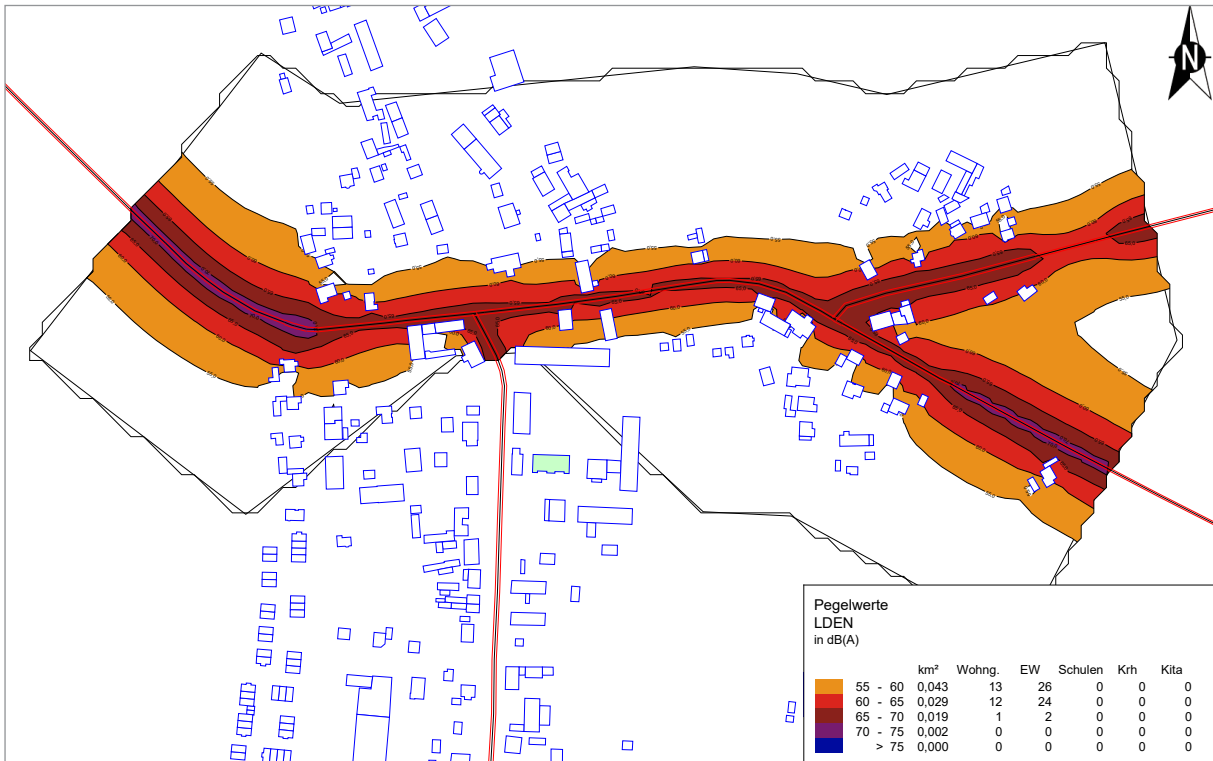 N
Pegelwerte
LDEN
in dB(A)
km² Wohng. EW Schulen Krh Kita
55 - 60 0,043 13 26 0 0 0
60 - 65 0,029 12 24 0 0 0
65 - 70 0,019 1 2 0 0 0
70 - 75 0,002 0 0 0 0 0
> 75 0,000 0 0 0 0 0